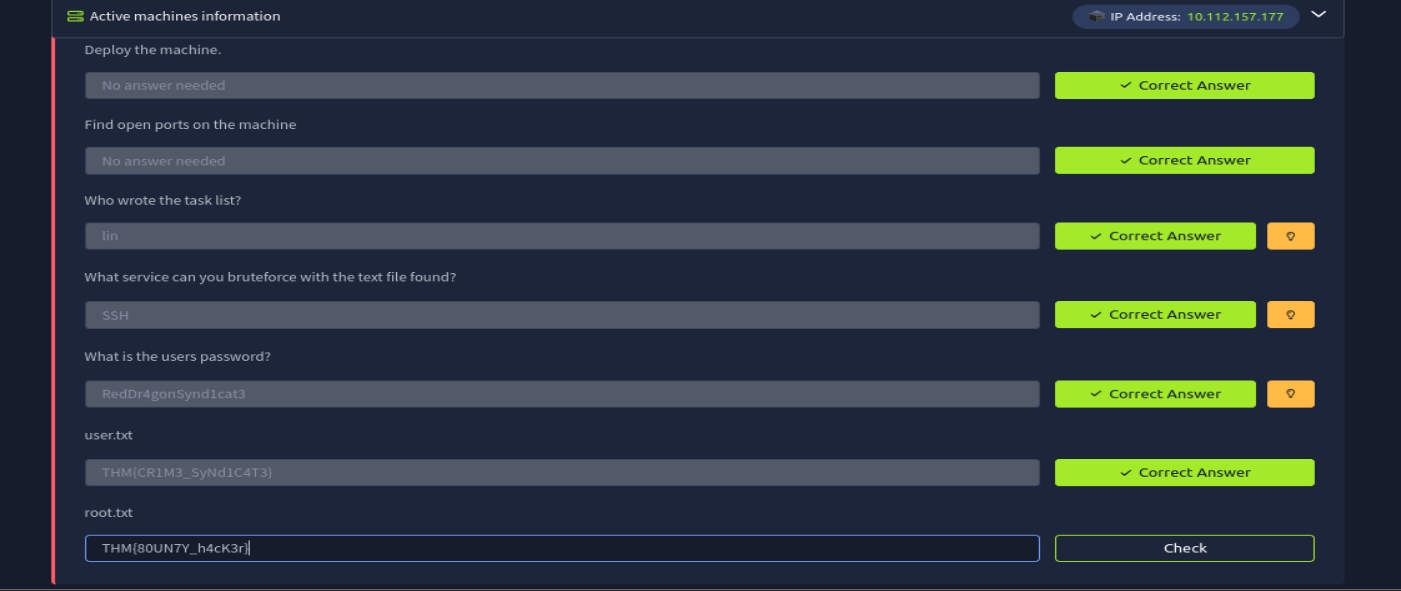 Active machines information
IP Address: 10.112.157.177
Deploy the machine.
No answer needed
Correct Answer
Find open ports on the machine
No answer needed
Correct Answer
Who wrote the task list?
lin
Correct Answer
What service can you bruteforce with the text file found?
SSH
Correct Answer
What is the users password?
RedDr4gonSynd1cat3
Correct Answer
user.txt
THM{CR1M3_SyNd1C4T3}
Correct Answer
root.txt
THM{80UN7Y_h4cK3r}
Check